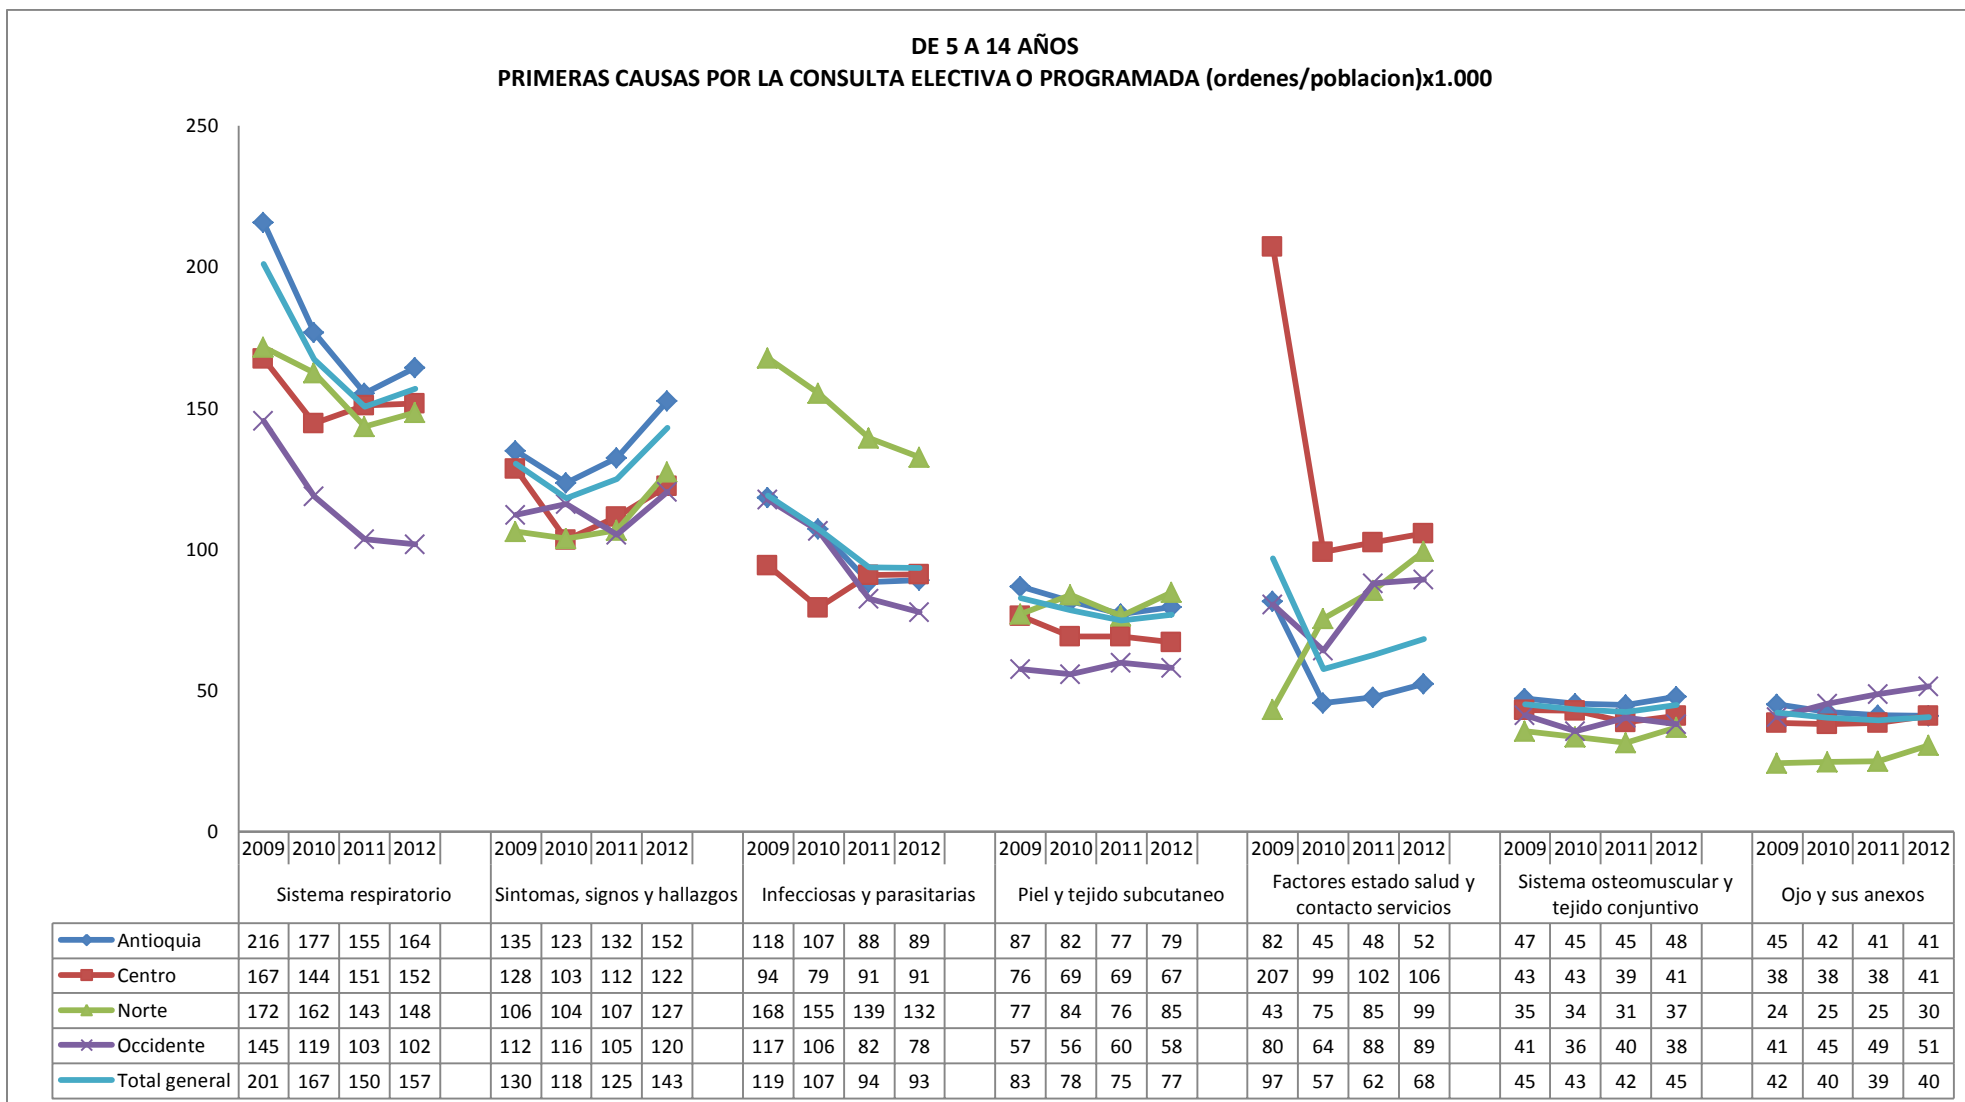 DE 5 A 14 AÑOS
PRIMERAS CAUSAS POR LA CONSULTA ELECTIVA O PROGRAMADA (ordenes/poblacion)x1.000
250
200
150
100
50
0
2009 2010 2011 2012 2009 2010 2011 2012 2009 2010 2011 2012 2009 2010 2011 2012 2009 2010 2011 2012 2009 2010 2011 2012 2009 2010 2011 2012
Sistema respiratorio
Sintomas, signos y hallazgos
Infecciosas y parasitarias
Piel y tejido subcutaneo
Factores estado salud y
contacto servicios
Sistema osteomuscular y
tejido conjuntivo
Ojo y sus anexos
Antioquia 216 177 155 164 135 123 132 152 118 107 88 89 87 82 77 79 82 45 48 52 47 45 45 48 45 42 41 41
Centro 167 144 151 152 128 103 112 122 94 79 91 91 76 69 69 67 207 99 102 106 43 43 39 41 38 38 38 41
Norte 172 162 143 148 106 104 107 127 168 155 139 132 77 84 76 85 43 75 85 99 35 34 31 37 24 25 25 30
Occidente 145 119 103 102 112 116 105 120 117 106 82 78 57 56 60 58 80 64 88 89 41 36 40 38 41 45 49 51
Total general 201 167 150 157 130 118 125 143 119 107 94 93 83 78 75 77 97 57 62 68 45 43 42 45 42 40 39 40